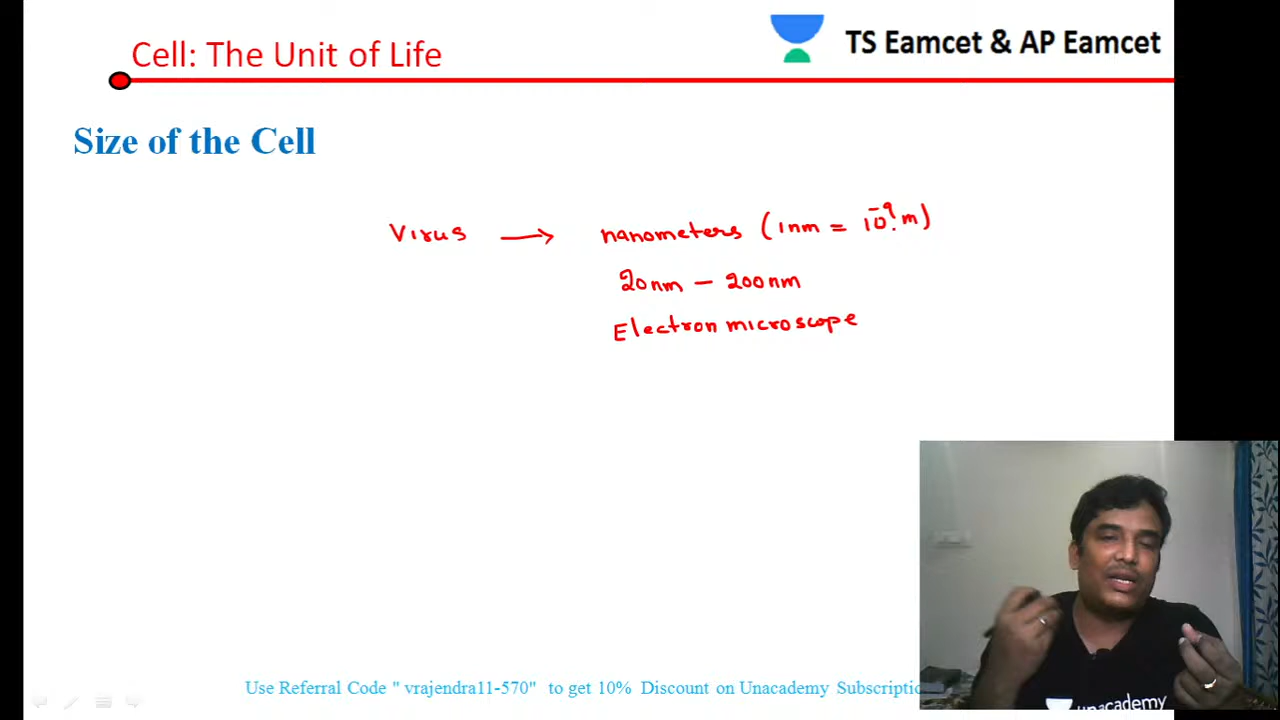 TS Eamcet & AP Eamcet
Cell: The Unit of Life
Size of the Cell
Virus → nanometers (1nm = 10⁻⁹m)
20nm – 200nm
Electron microscope
Use Referral Code " vrajendra11-570" to get 10% Discount on Unacademy Subscriptio
unacademy